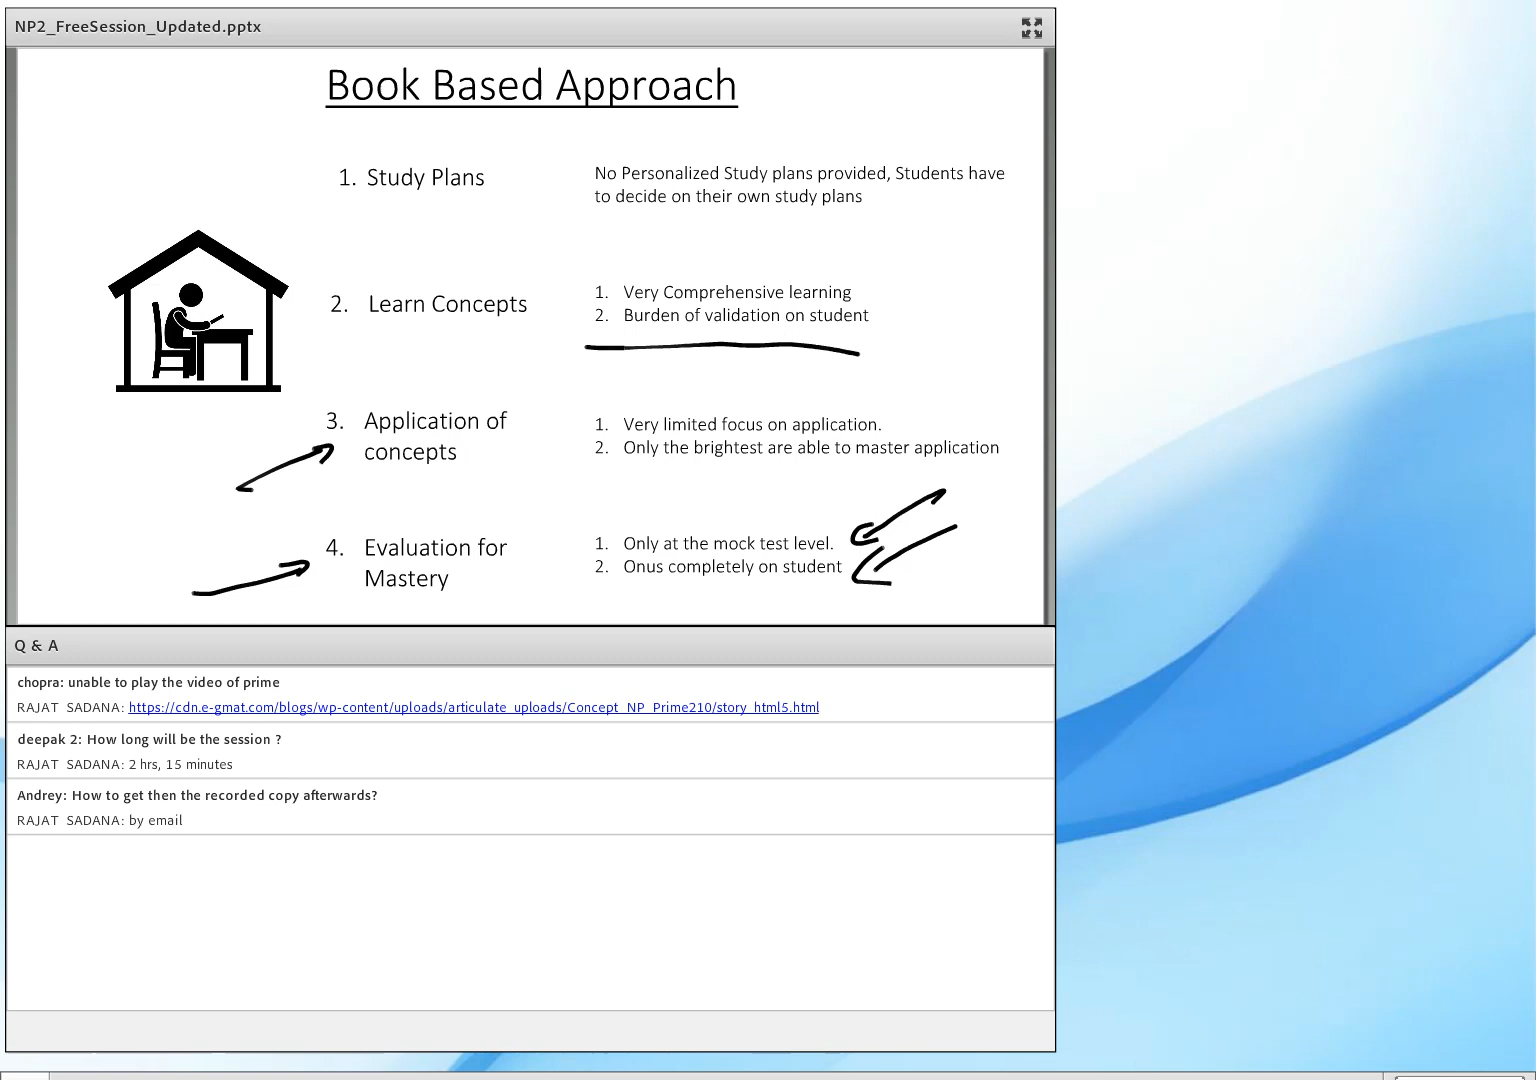 NP2_FreeSession_Updated.pptx
Book Based Approach
1. Study Plans
No Personalized Study plans provided, Students have
to decide on their own study plans
2. Learn Concepts
1. Very Comprehensive learning
2. Burden of validation on student
3. Application of
concepts
1. Very limited focus on application.
2. Only the brightest are able to master application
4. Evaluation for
Mastery
1. Only at the mock test level.
2. Onus completely on student
Q & A
chopra: unable to play the video of prime
RAJAT SADANA: https://cdn.e-gmat.com/blogs/wp-content/uploads/articulate_uploads/Concept_NP_Prime210/story_html5.html
deepak 2: How long will be the session ?
RAJAT SADANA: 2 hrs, 15 minutes
Andrey: How to get then the recorded copy afterwards?
RAJAT SADANA: by email